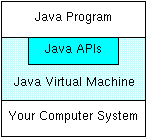 Java Program
Java APIs
Java Virtual Machine
Your Computer System